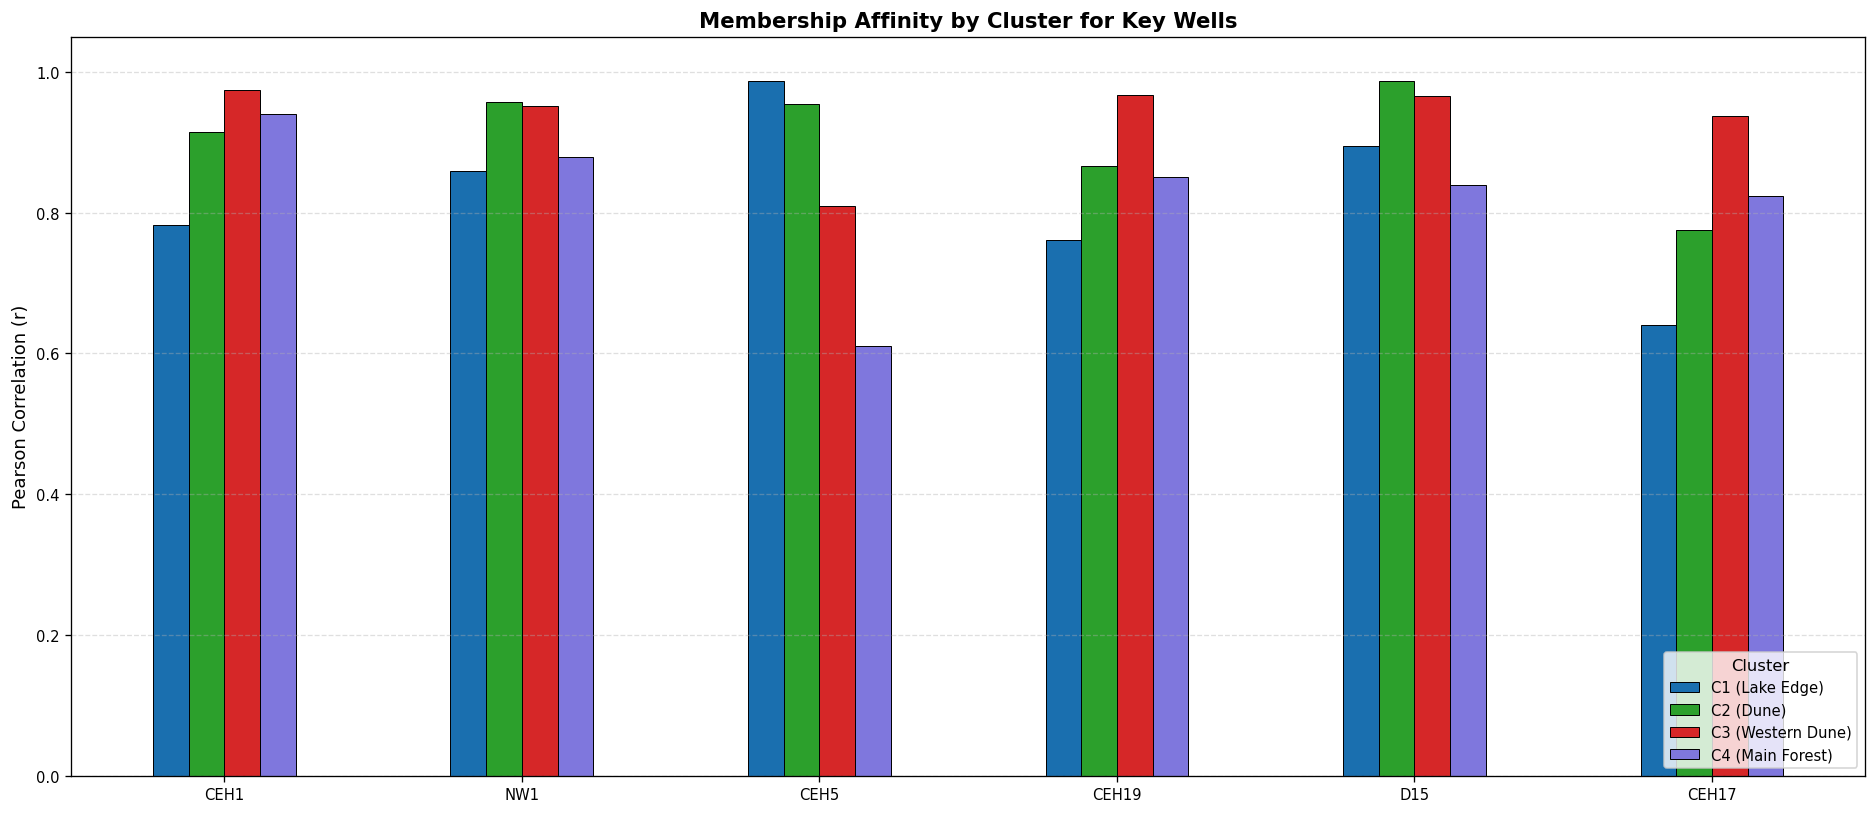 Membership Affinity by Cluster for Key Wells
Pearson Correlation (r)
1.0
0.8
0.6
0.4
0.2
0.0
CEH1
NW1
CEH5
CEH19
D15
CEH17
Cluster
C1 (Lake Edge)
C2 (Dune)
C3 (Western Dune)
C4 (Main Forest)